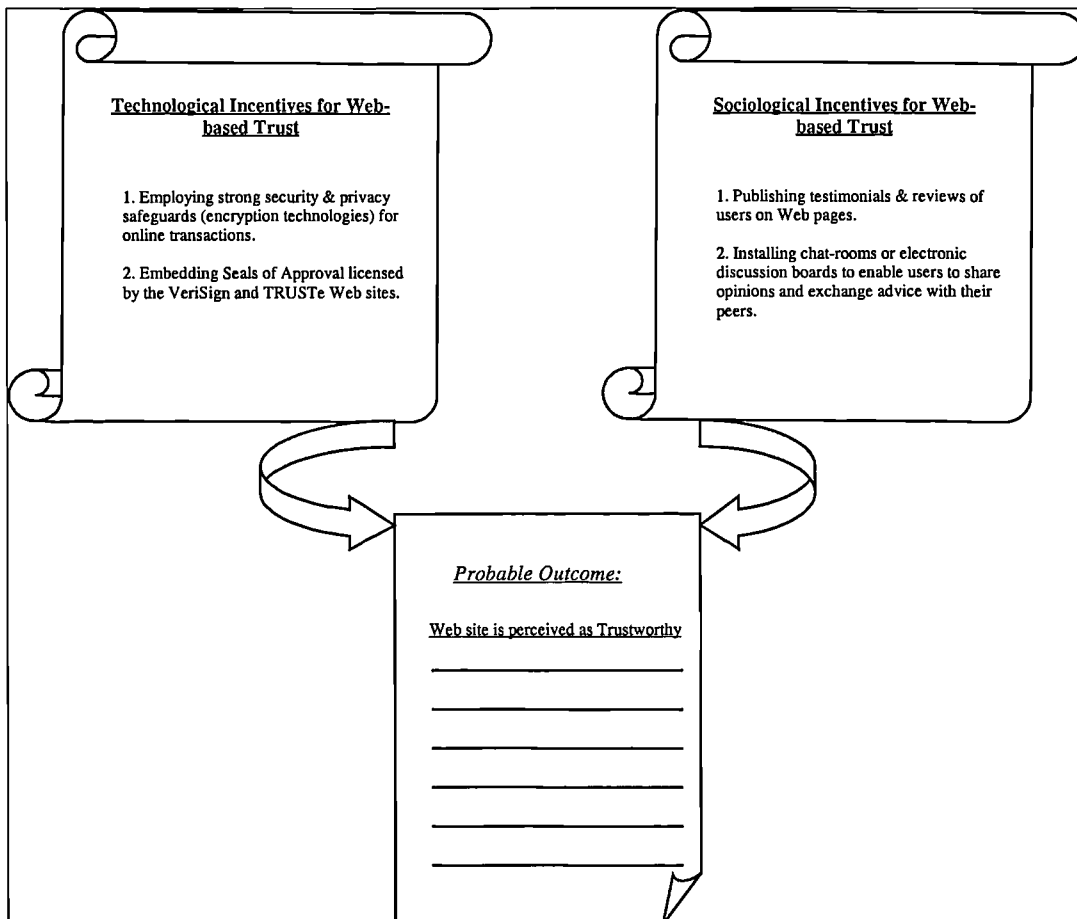 Technological Incentives for Web-
based Trust
1. Employing strong security & privacy
safeguards (encryption technologies) for
online transactions.
2. Embedding Seals of Approval licensed
by the VeriSign and TRUSTe Web sites.
Sociological Incentives for Web-
based Trust
1. Publishing testimonials & reviews of
users on Web pages.
2. Installing chat-rooms or electronic
discussion boards to enable users to share
opinions and exchange advice with their
peers.
Probable Outcome:
Web site is perceived as Trustworthy